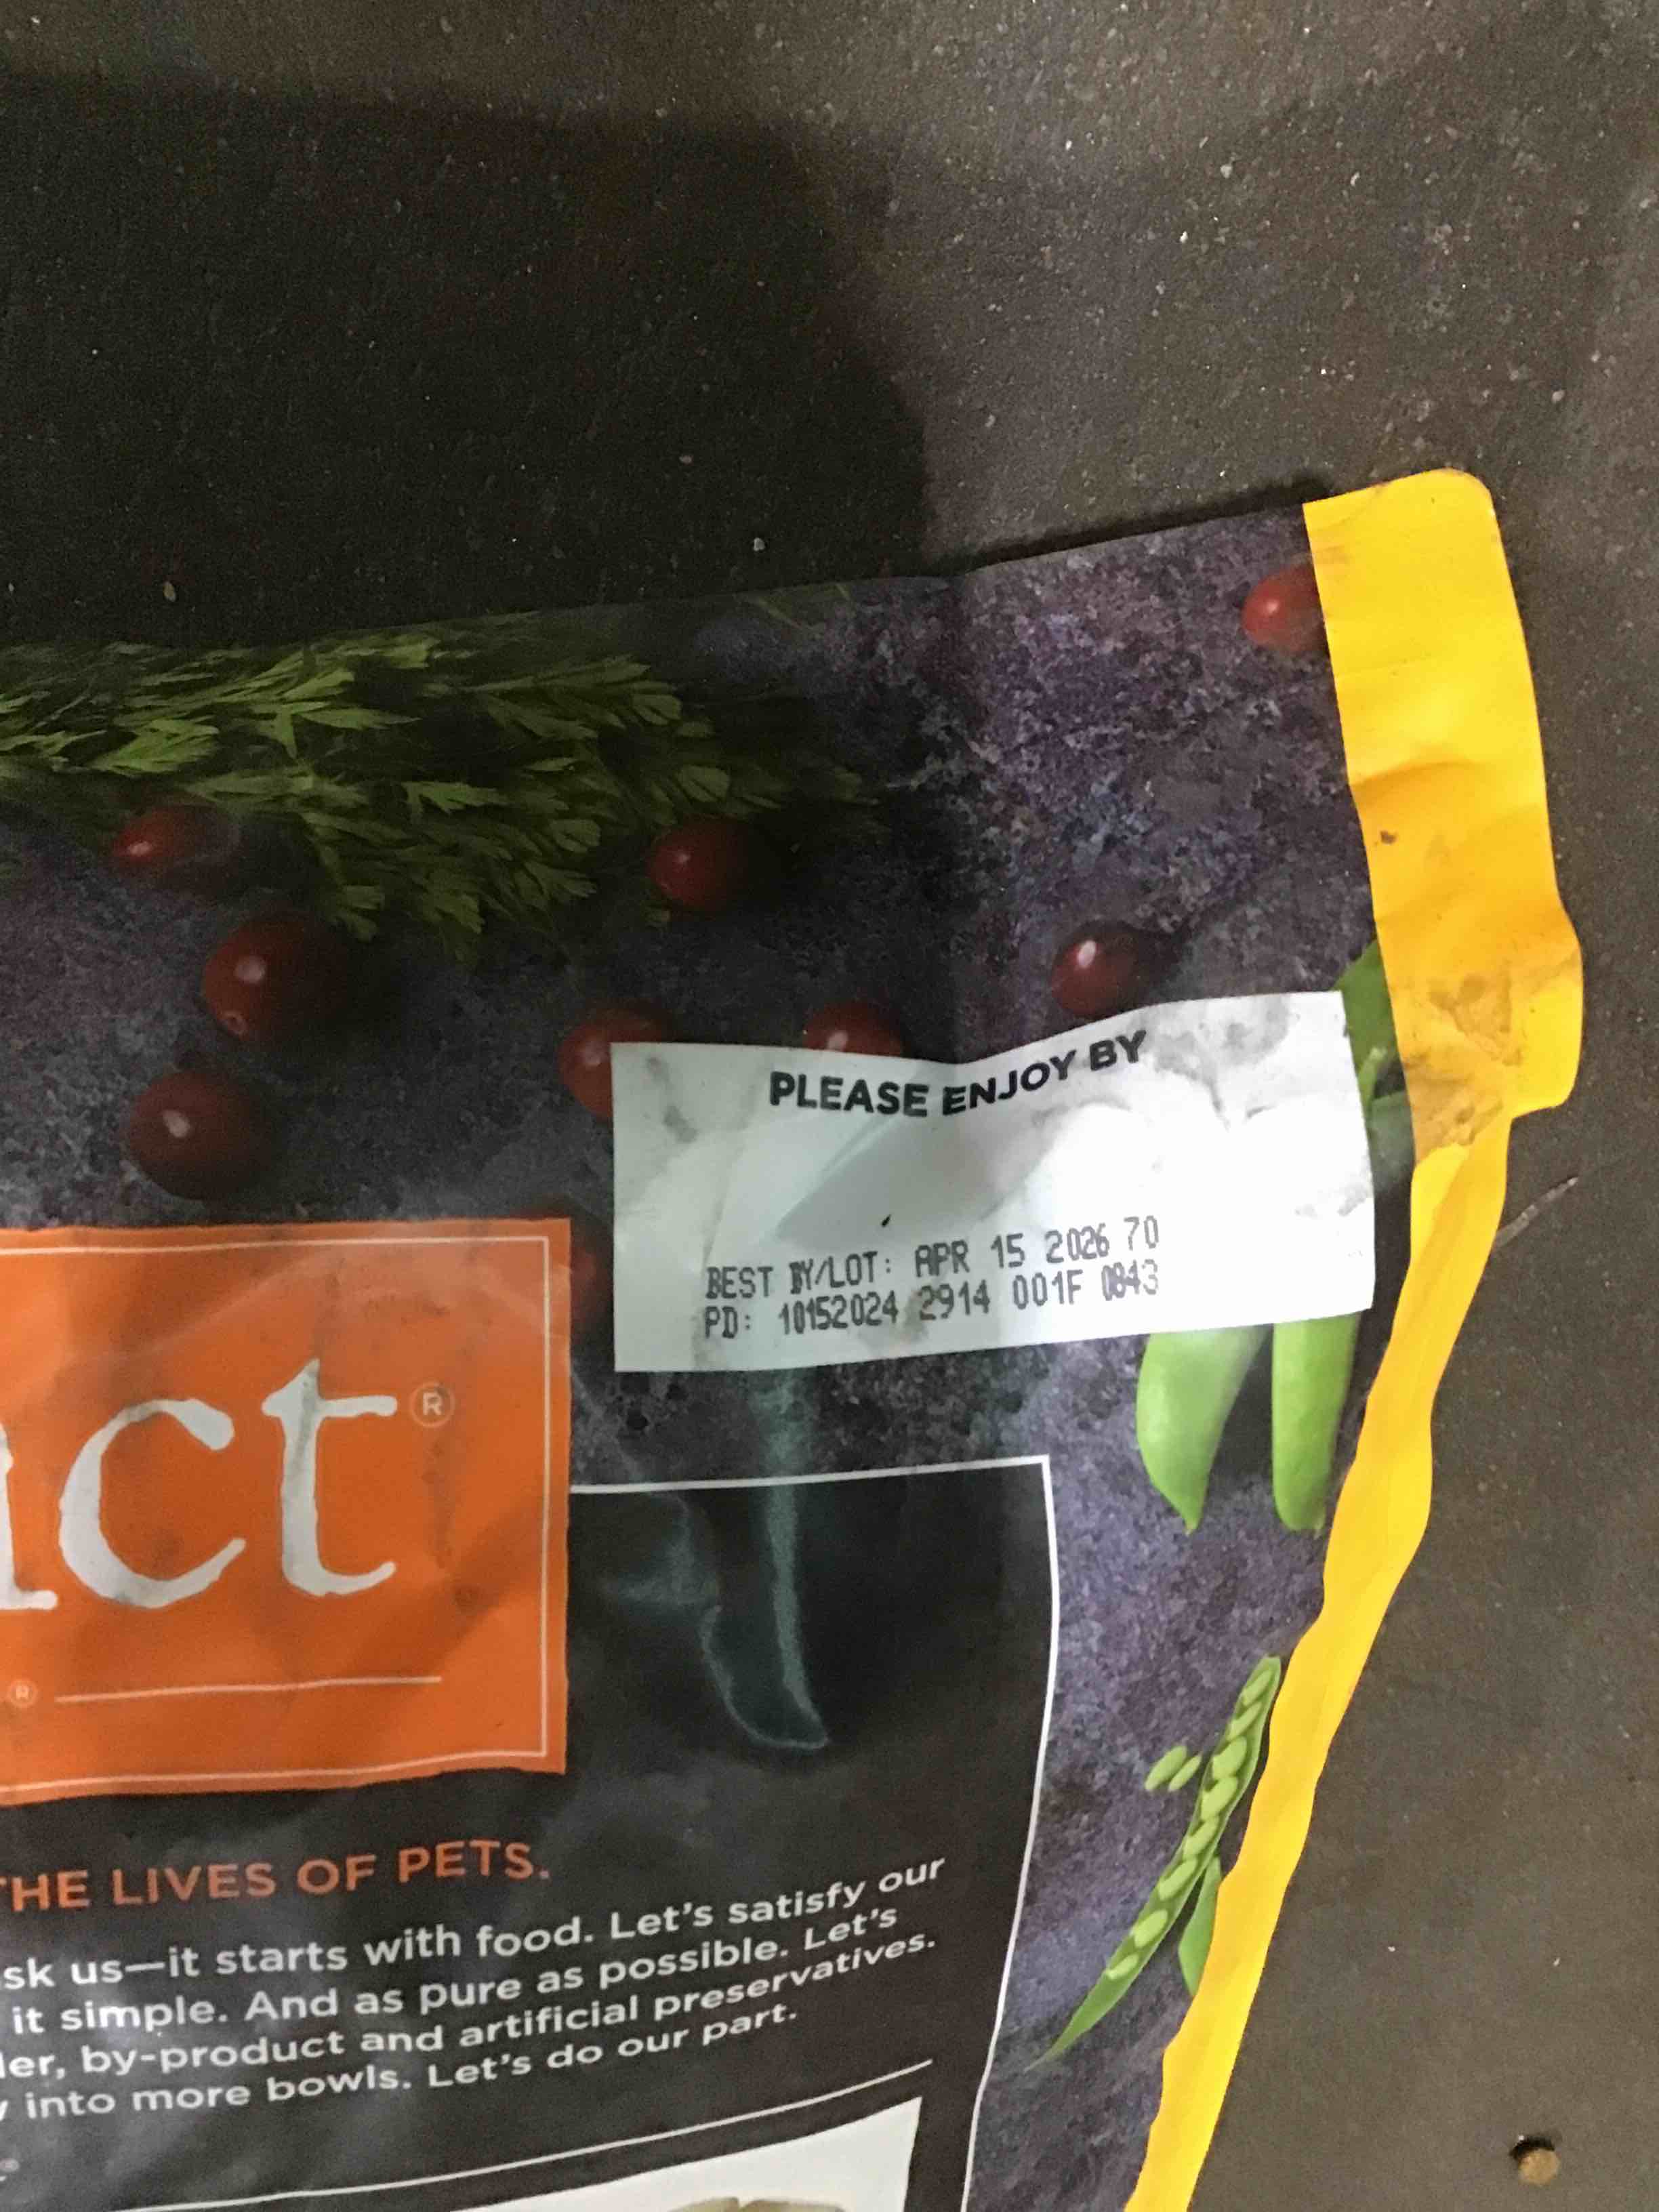 PLEASE ENJOY BY
BEST BY/LOT: APR 15 2026 70
PD: 10152024 2914 001F 0843
ct®
®
THE LIVES OF PETS.
sk us—it starts with food. Let's satisfy our
it simple. And as pure as possible. Let's
ler, by-product and artificial preservatives.
into more bowls. Let's do our part.